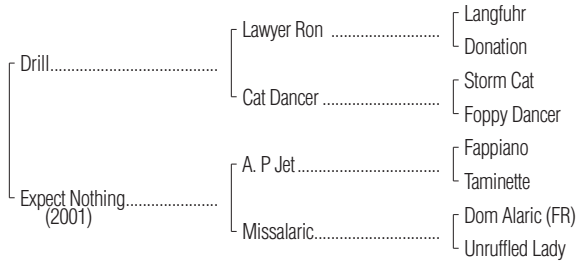 Langfuhr
Lawyer Ron ..............................
Donation
Drill..............................................
Storm Cat
Cat Dancer ................................
Foppy Dancer
Fappiano
A. P Jet.......................................
Taminette
Expect Nothing.........................
(2001)
Dom Alaric (FR)
Missalaric..................................
Unruffled Lady